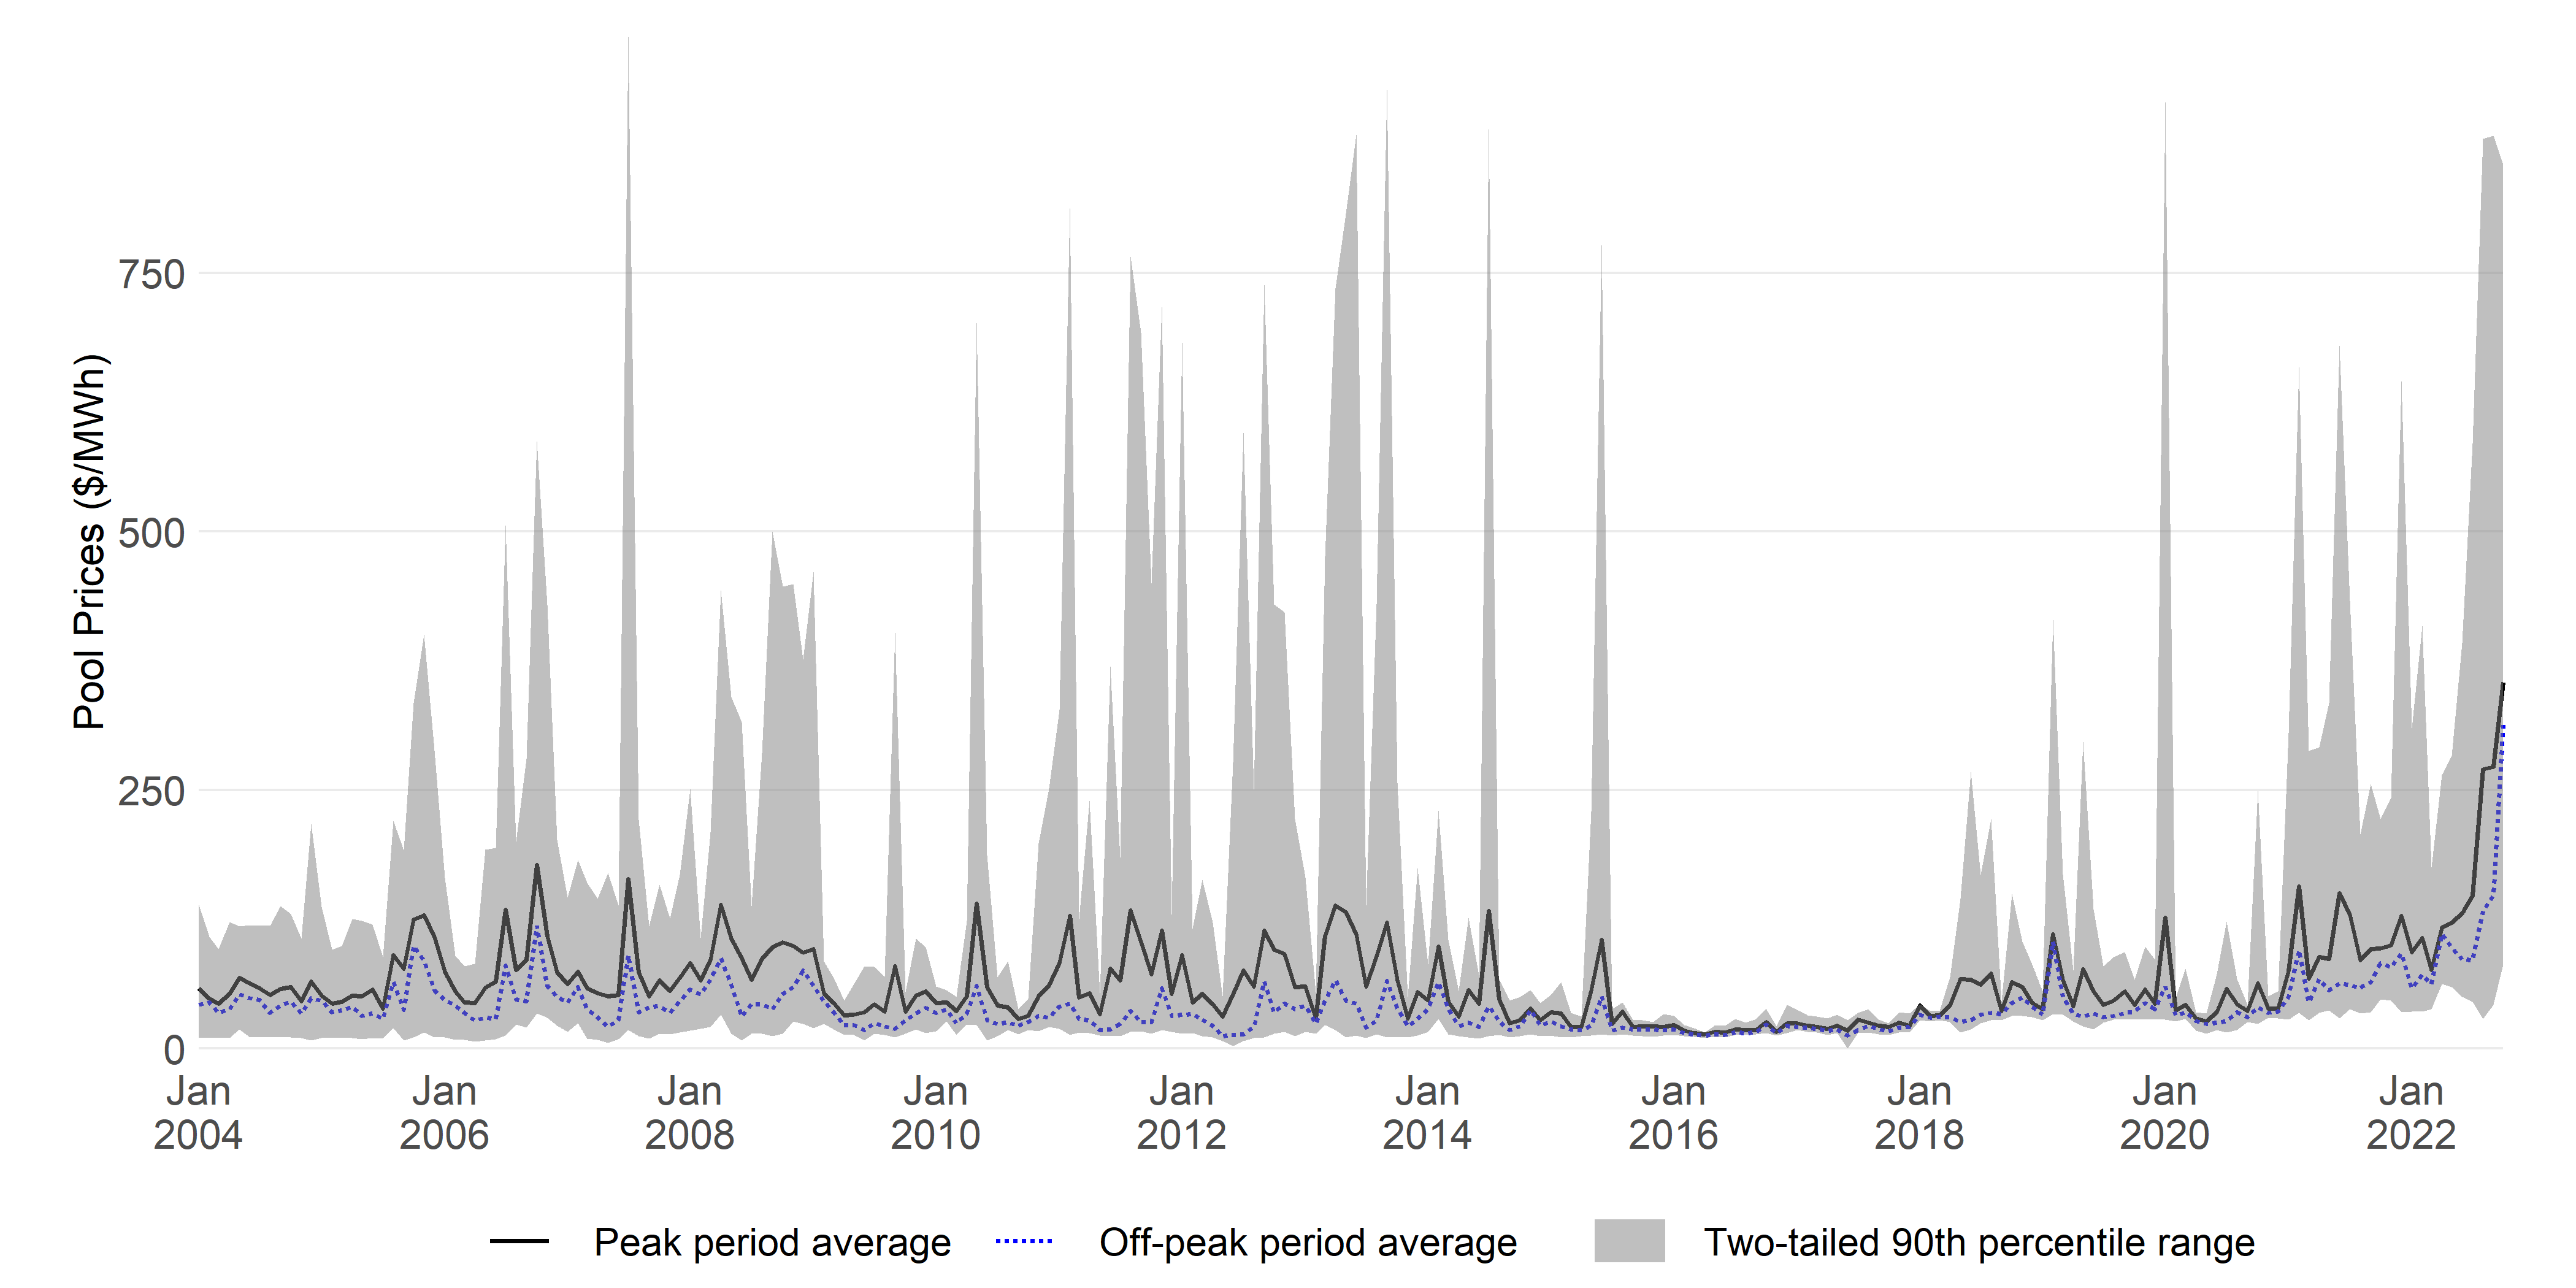 Pool Prices ($/MWh)
750
500
250
0
Jan Jan Jan Jan Jan Jan Jan Jan Jan Jan
2004 2006 2008 2010 2012 2014 2016 2018 2020 2022
Peak period average Off-peak period average Two-tailed 90th percentile range